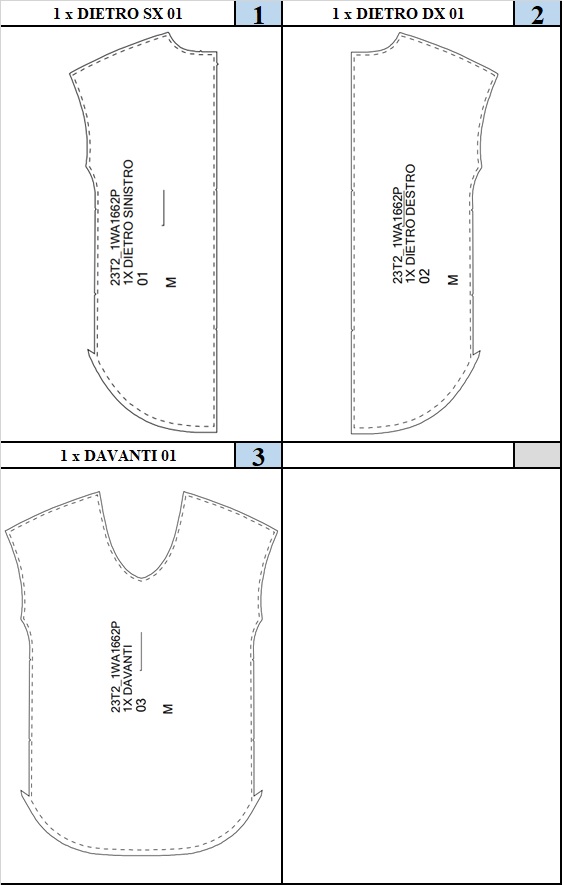 1 x DIETRO SX 01
1
1 x DIETRO DX 01
2
23T2_1WA1662P
1X DIETRO SINISTRO
01
M
23T2_1WA1662P
1X DIETRO DESTRO
02
M
1 x DAVANTI 01
3
23T2_1WA1662P
1X DAVANTI
03
M